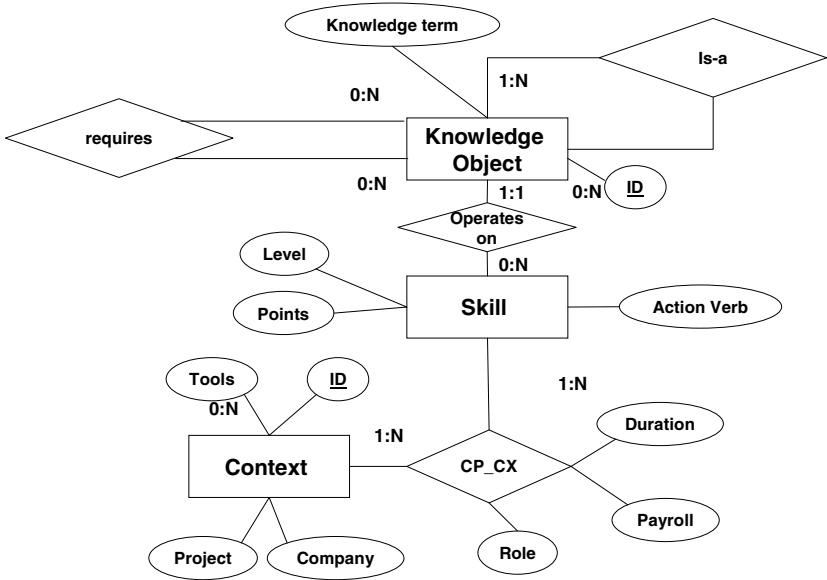 Knowledge term
Is-a
1:N
0:N
requires
Knowledge
Object
0:N
1:1
0:N
ID
Operates
on
Level
0:N
Points
Skill
Action Verb
Tools
ID
0:N
1:N
1:N
Duration
Context
CP_CX
Payroll
Project
Company
Role